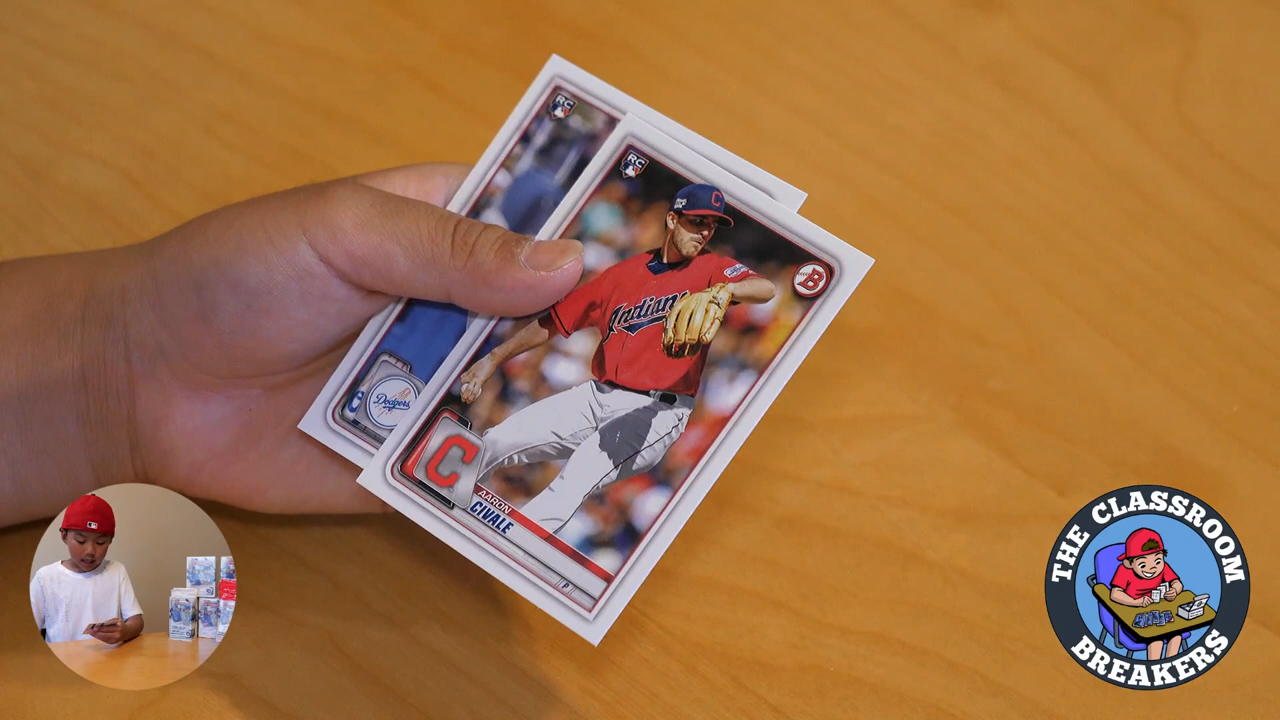 RC
RC
C
B
Indians
Dodgers
C
AARON
CIVALE
P
THE CLASSROOM
BREAKERS